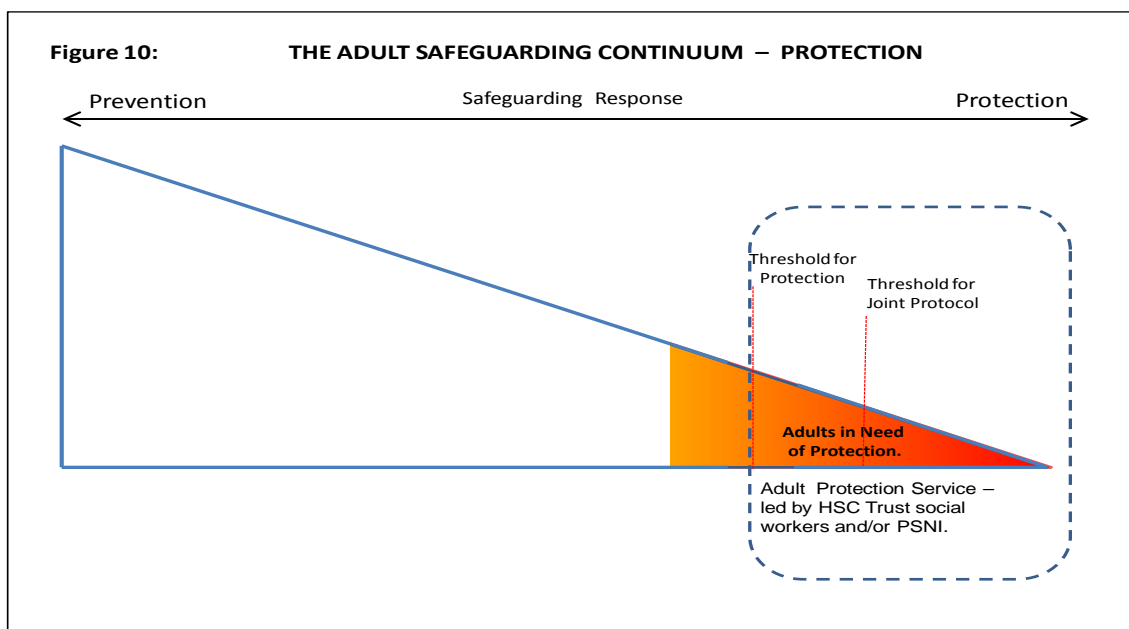 Figure 10: THE ADULT SAFEGUARDING CONTINUUM – PROTECTION
Prevention Safeguarding Response Protection
Threshold for
Protection
Threshold for
Joint Protocol
Adults in Need
of Protection.
Adult Protection Service –
led by HSC Trust social
workers and/or PSNI.